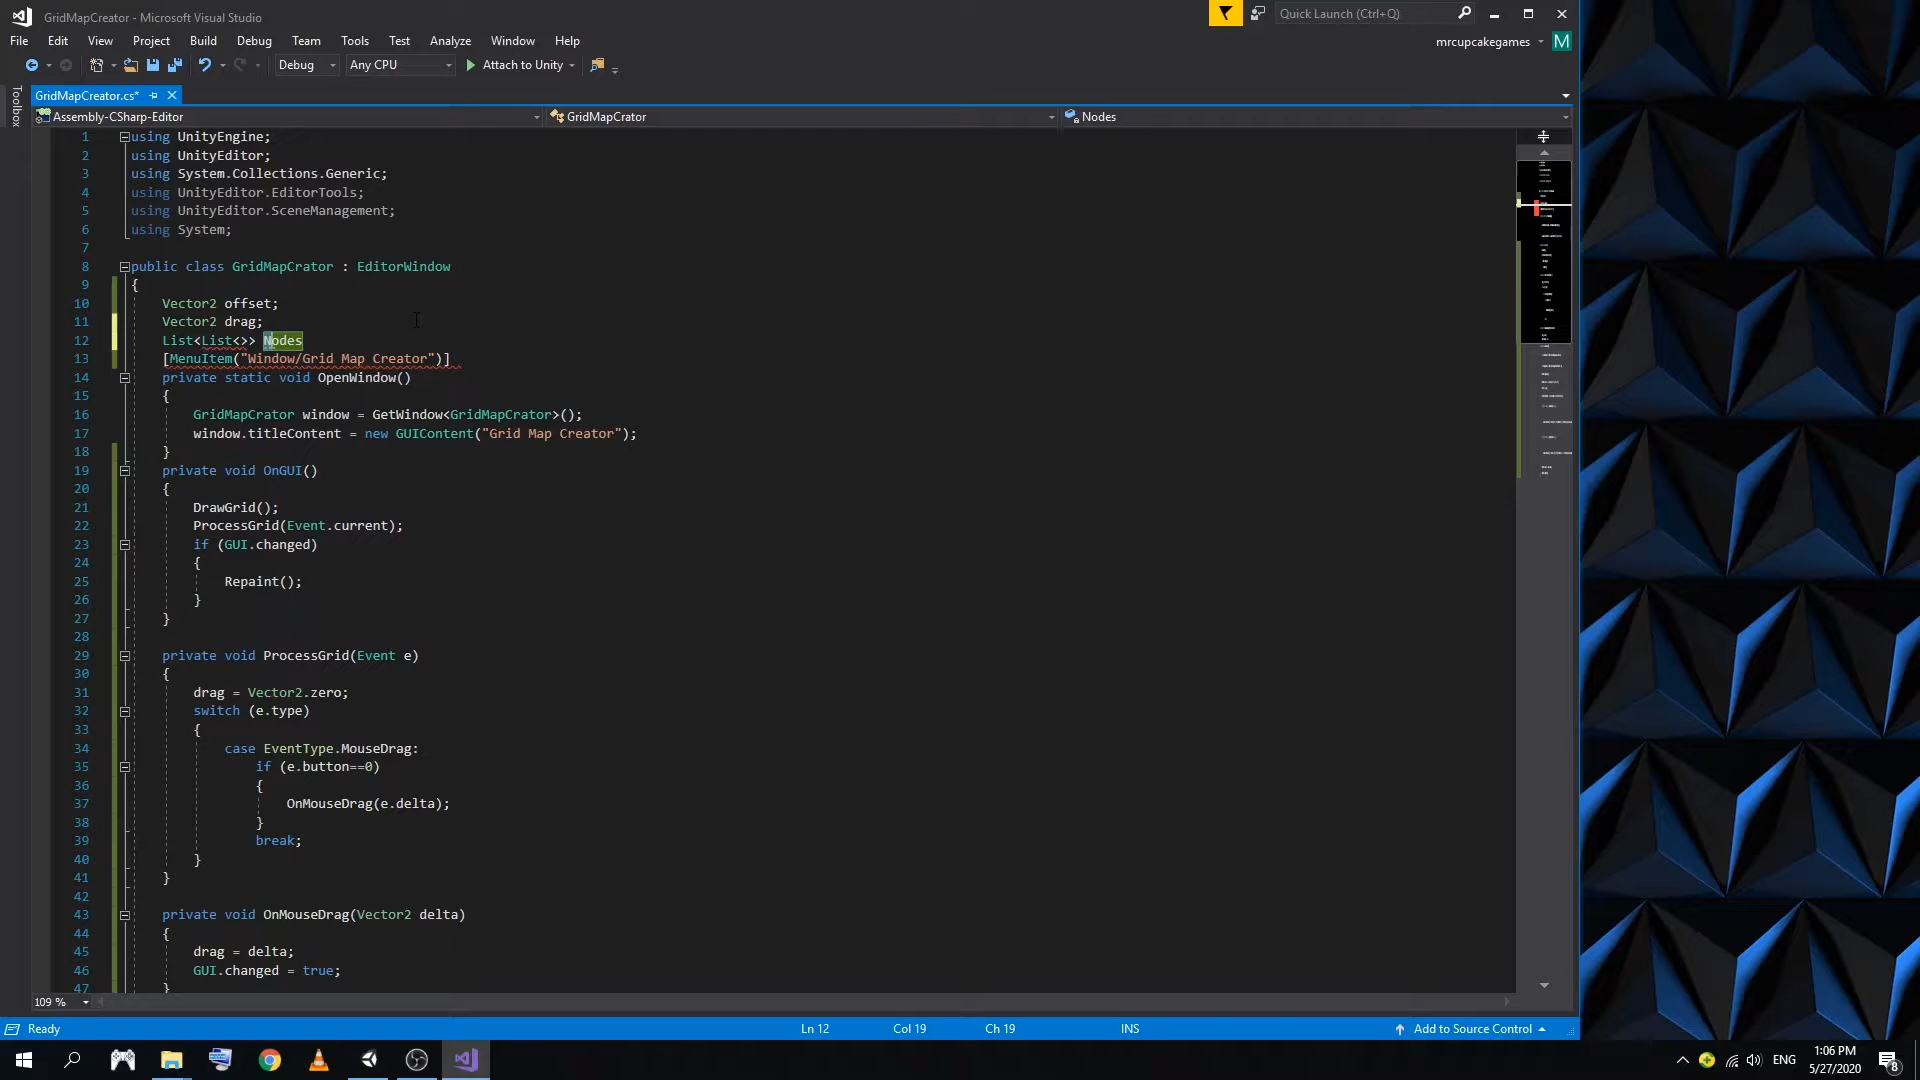 GridMapCreator - Microsoft Visual Studio
Quick Launch (Ctrl+Q)
File Edit View Project Build Debug Team Tools Test Analyze Window Help
mrcupcakegames M
Debug Any CPU Attach to Unity
Toolbox
GridMapCreator.cs*
Assembly-CSharp-Editor GridMapCrator Nodes
1 using UnityEngine;
2 using UnityEditor;
3 using System.Collections.Generic;
4 using UnityEditor.EditorTools;
5 using UnityEditor.SceneManagement;
6 using System;
7
8 public class GridMapCrator : EditorWindow
9 {
10 Vector2 offset;
11 Vector2 drag;
12 List<List<>> Nodes
13 [MenuItem("Window/Grid Map Creator")]
14 private static void OpenWindow()
15 {
16 GridMapCrator window = GetWindow<GridMapCrator>();
17 window.titleContent = new GUIContent("Grid Map Creator");
18 }
19 private void OnGUI()
20 {
21 DrawGrid();
22 ProcessGrid(Event.current);
23 if (GUI.changed)
24 {
25 Repaint();
26 }
27 }
28
29 private void ProcessGrid(Event e)
30 {
31 drag = Vector2.zero;
32 switch (e.type)
33 {
34 case EventType.MouseDrag:
35 if (e.button==0)
36 {
37 OnMouseDrag(e.delta);
38 }
39 break;
40 }
41 }
42
43 private void OnMouseDrag(Vector2 delta)
44 {
45 drag = delta;
46 GUI.changed = true;
47 }
109 %
Ready Ln 12 Col 19 Ch 19 INS Add to Source Control
ENG 1:06 PM
5/27/2020 8